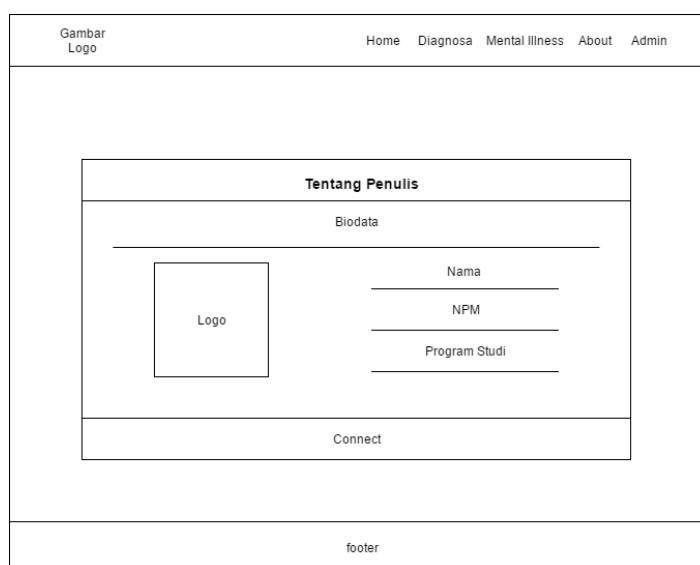 Gambar
Logo
Home Diagnosa Mental Illness About Admin
Tentang Penulis
Biodata
Logo
Nama
NPM
Program Studi
Connect
footer